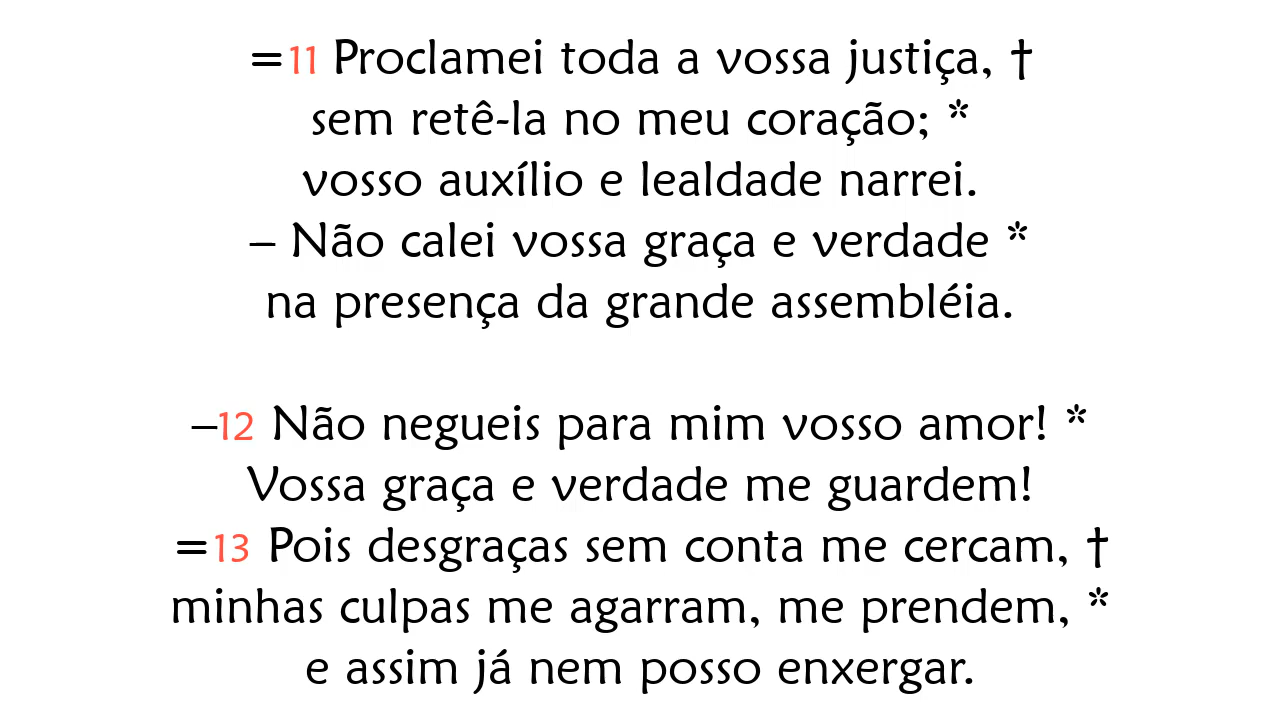 =11 Proclamei toda a vossa justiça, †
sem retê-la no meu coração; *
vosso auxílio e lealdade narrei.
– Não calei vossa graça e verdade *
na presença da grande assembléia.
–12 Não negueis para mim vosso amor! *
Vossa graça e verdade me guardem!
=13 Pois desgraças sem conta me cercam, †
minhas culpas me agarram, me prendem, *
e assim já nem posso enxergar.